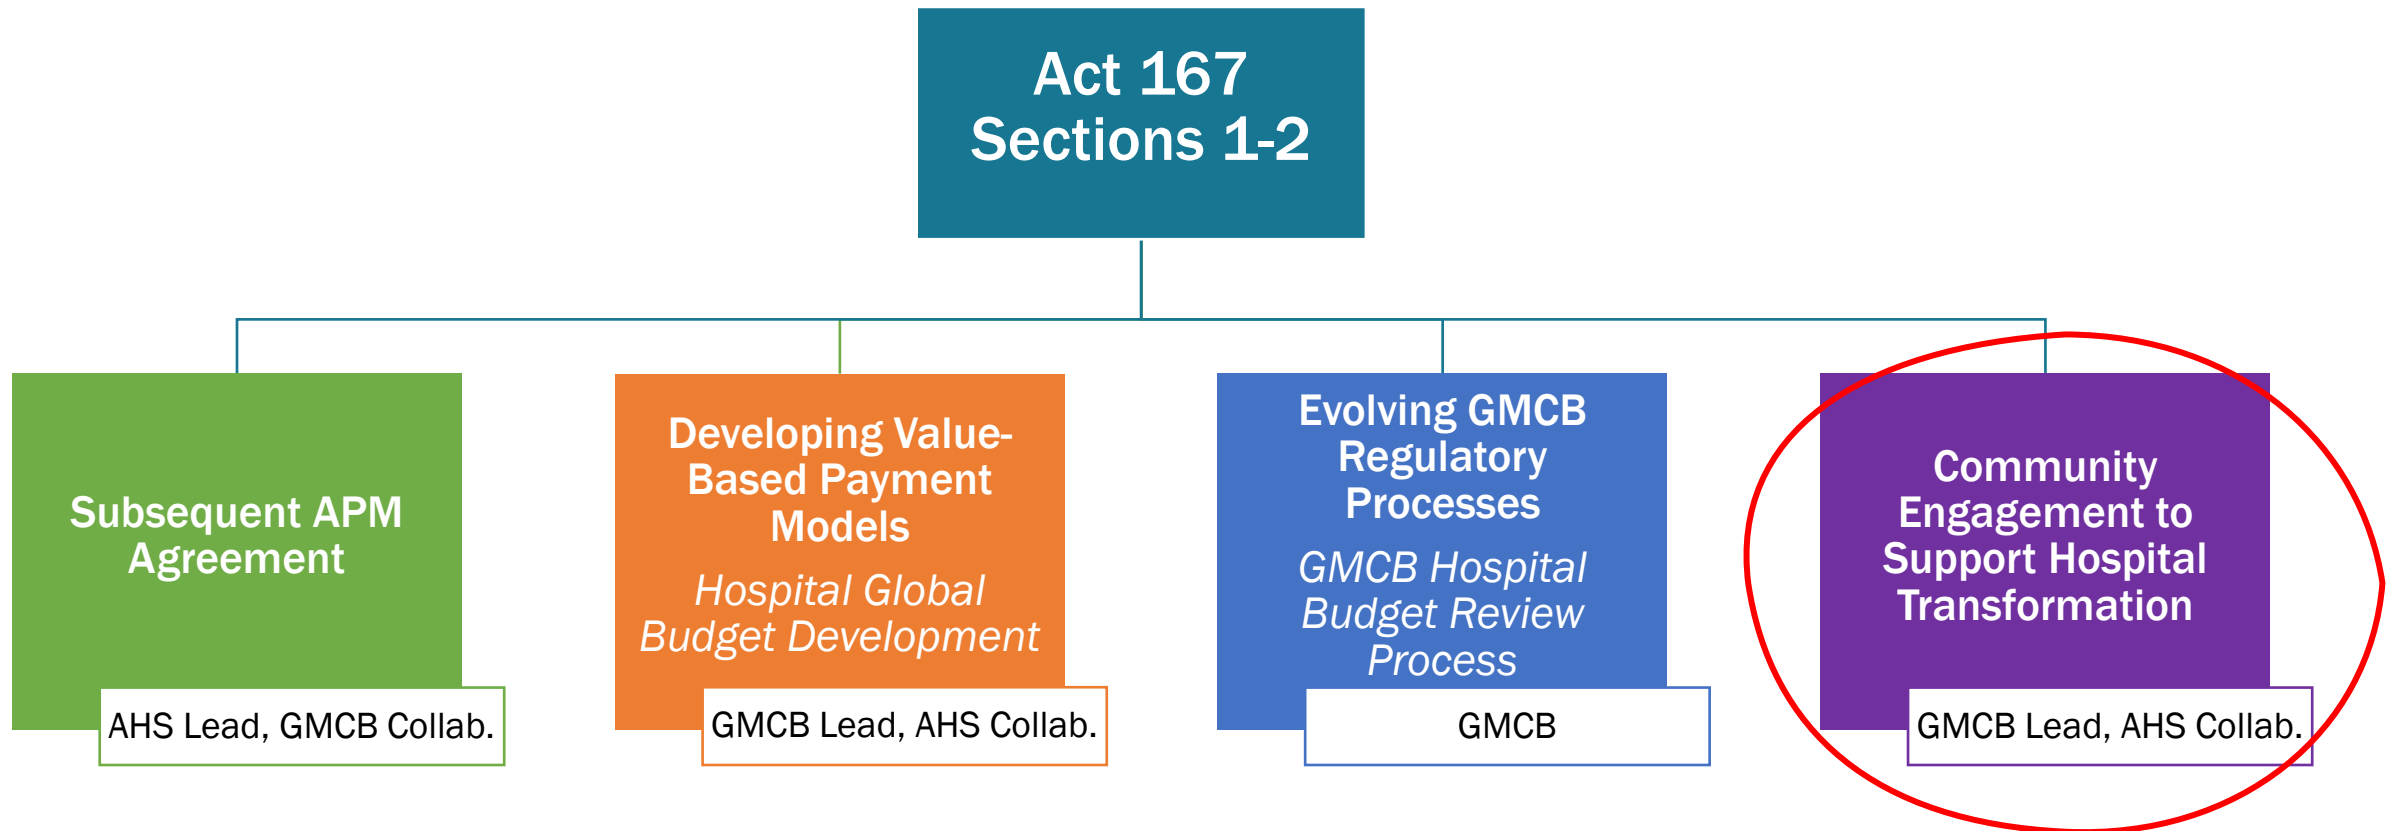 Act 167
Sections 1-2
Subsequent APM
Agreement
AHS Lead, GMCB Collab.
Developing Value-
Based Payment
Models
Hospital Global
Budget Development
GMCB Lead, AHS Collab.
Evolving GMCB
Regulatory
Processes
GMCB Hospital
Budget Review
Process
GMCB
Community
Engagement to
Support Hospital
Transformation
GMCB Lead, AHS Collab.